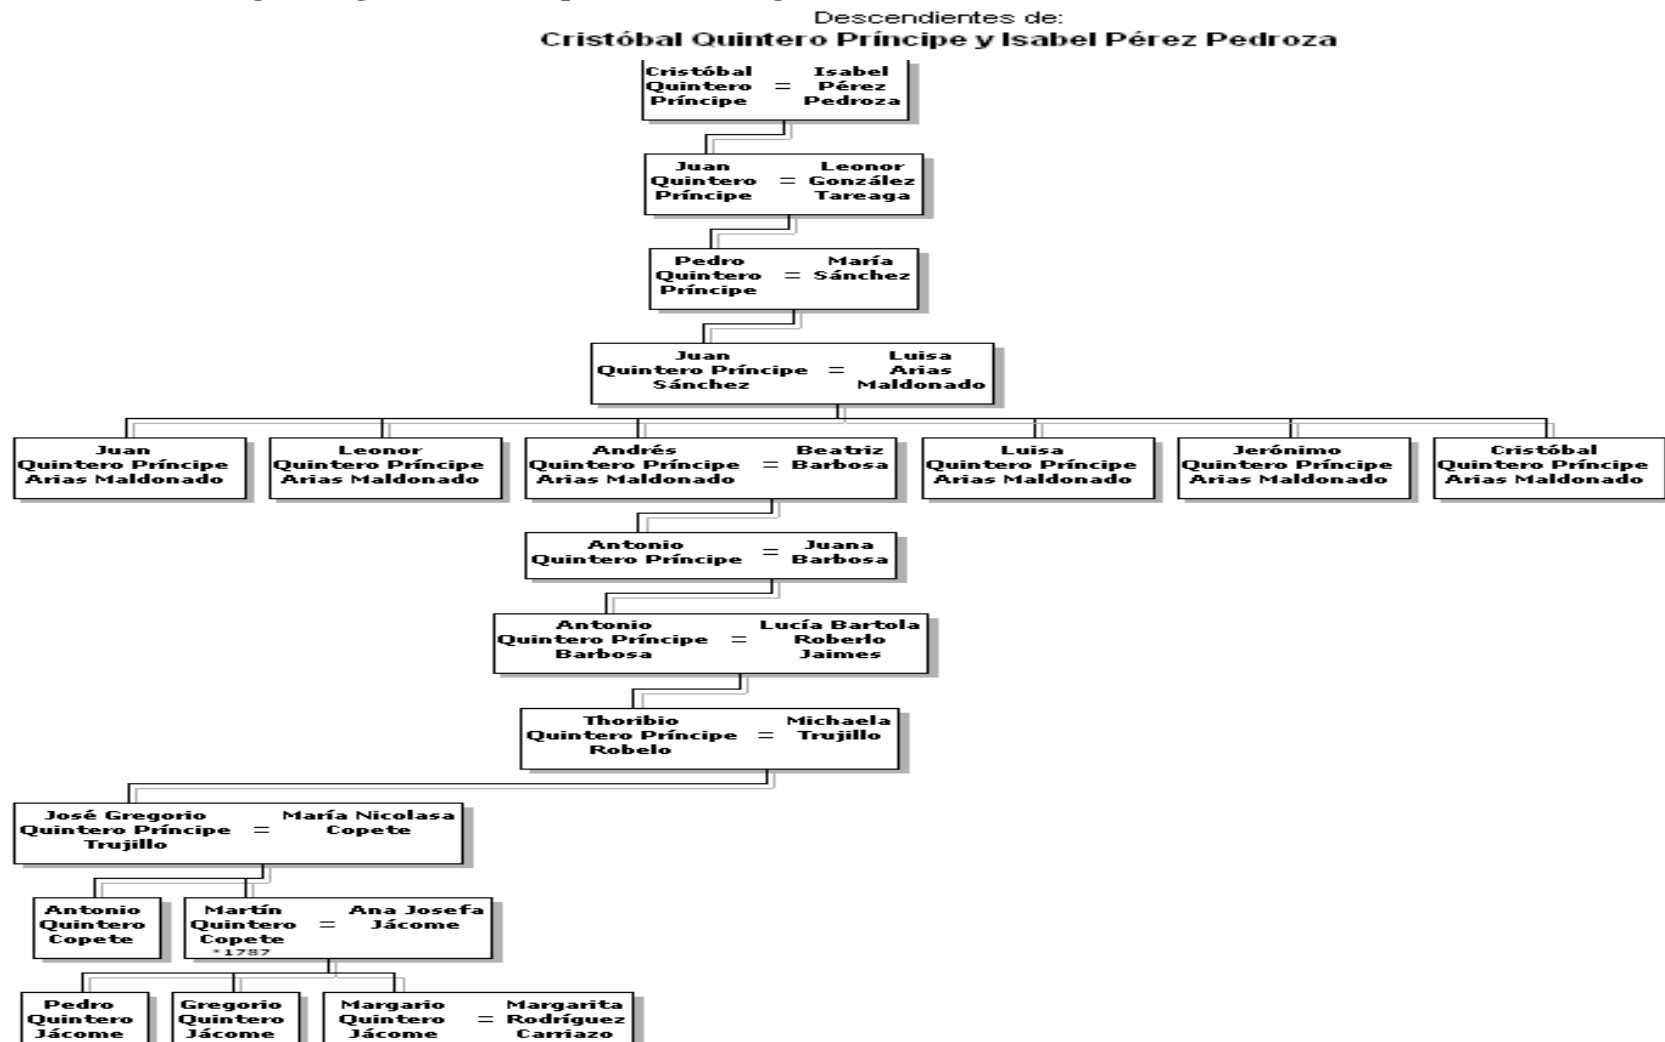 Descendientes de:
Cristóbal Quintero Príncipe y Isabel Pérez Pedroza
Cristóbal Isabel
Quintero = Pérez
Príncipe Pedroza
Juan Leonor
Quintero = González
Príncipe Tareaga
Pedro María
Quintero = Sánchez
Príncipe
Juan Luisa
Quintero Príncipe = Arias
Sánchez Maldonado
Juan
Quintero Príncipe
Arias Maldonado
Leonor
Quintero Príncipe
Arias Maldonado
Andrés Beatriz
Quintero Príncipe = Barbosa
Arias Maldonado
Luisa
Quintero Príncipe
Arias Maldonado
Jerónimo
Quintero Príncipe
Arias Maldonado
Cristóbal
Quintero Príncipe
Arias Maldonado
Antonio = Juana
Quintero Príncipe Barbosa
Antonio Lucía Bartola
Quintero Príncipe = Roberlo
Barbosa Jaimes
Thoribio Michaela
Quintero Príncipe = Trujillo
Robelo
José Gregorio María Nicolasa
Quintero Príncipe = Copete
Trujillo
Antonio
Quintero
Copete
Martín Ana Josefa
Quintero = Jácome
Copete
*1787
Pedro
Quintero
Jácome
Gregorio
Quintero
Jácome
Margario Margarita
Quintero = Rodríguez
Jácome Carriazo